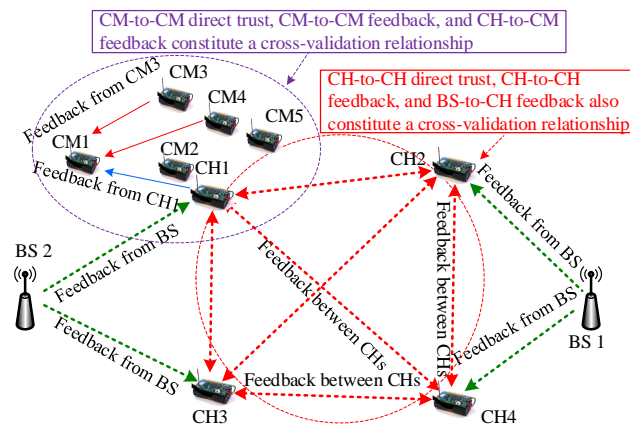 CM-to-CM direct trust, CM-to-CM feedback, and CH-to-CM
feedback constitute a cross-validation relationship
CH-to-CH direct trust, CH-to-CH
feedback, and BS-to-CH feedback also
constitute a cross-validation relationship
Feedback from CM3
CM3
CM4
CM5
CM1
CM2
CH1
Feedback from CH1
CH2
BS 2
Feedback from BS
Feedback from BS
Feedback between CHs
Feedback between CHs
Feedback from BS
Feedback from BS
BS 1
Feedback between CHs
CH3
CH4